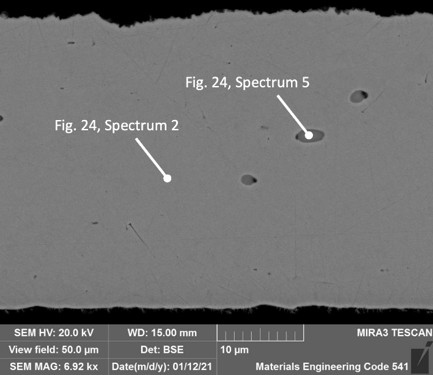 Fig. 24, Spectrum 5
Fig. 24, Spectrum 2
SEM HV: 20.0 kV
WD: 15.00 mm
MIRA3 TESCAN
View field: 50.0 µm
Det: BSE
10 µm
SEM MAG: 6.92 kx
Date(m/d/y): 01/12/21
Materials Engineering Code 541